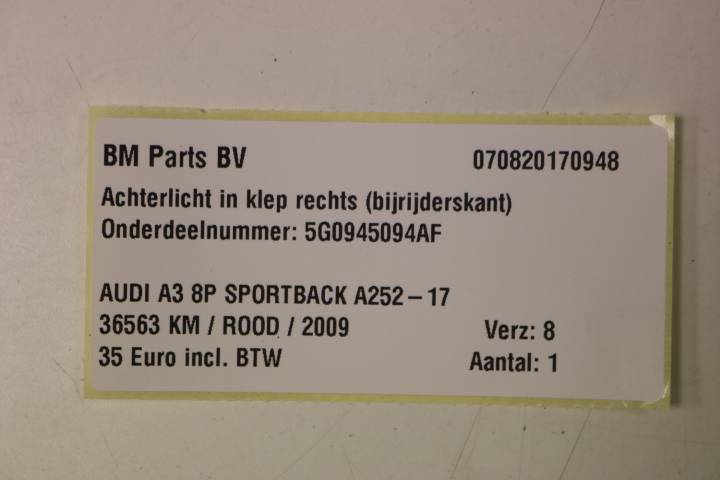 BM Parts BV 070820170948
Achterlicht in klep rechts (bijrijderskant)
Onderdeelnummer: 5G0945094AF
AUDI A3 8P SPORTBACK A252-17
36563 KM / ROOD / 2009 Verz: 8
35 Euro incl. BTW Aantal: 1